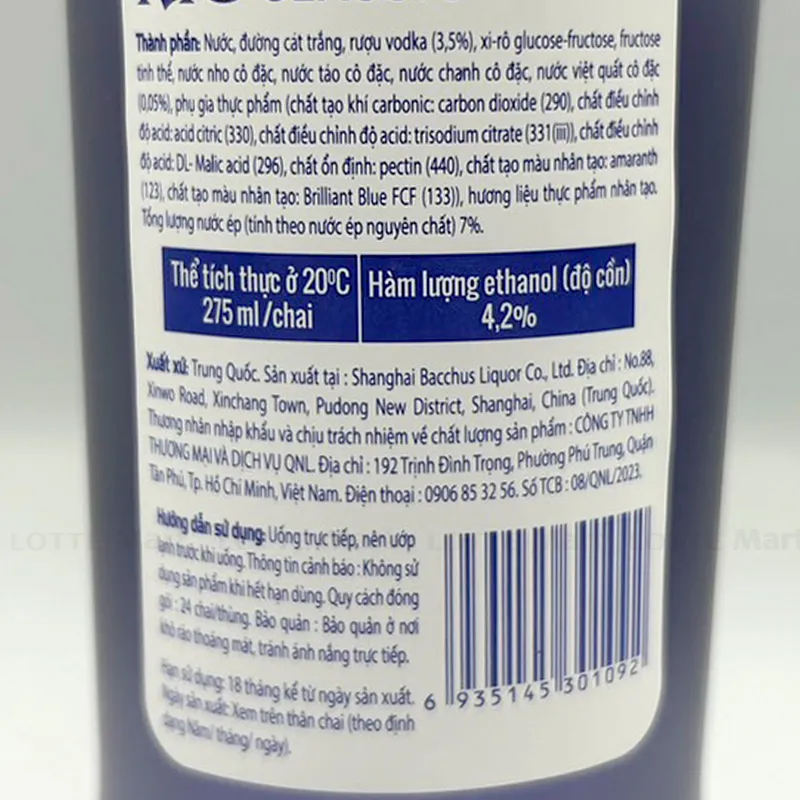 Thành phần: Nước, đường cát trắng, rượu vodka (3,5%), xi-rô glucose-fructose, fructose
tinh thể, nước nho cô đặc, nước táo cô đặc, nước chanh cô đặc, nước việt quất cô đặc
(0,05%), phụ gia thực phẩm (chất tạo khí carbonic: carbon dioxide (290), chất điều chỉnh
độ acid: acid citric (330), chất điều chỉnh độ acid: trisodium citrate (331(iii)), chất điều chỉnh
độ acid: DL- Malic acid (296), chất ổn định: pectin (440), chất tạo màu nhân tạo: amaranth
(123), chất tạo màu nhân tạo: Brilliant Blue FCF (133)), hương liệu thực phẩm nhân tạo.
Tổng lượng nước ép (tính theo nước ép nguyên chất) 7%.
Thể tích thực ở 20⁰C
275 ml/chai
Hàm lượng ethanol (độ cồn)
4,2%
Xuất xứ: Trung Quốc. Sản xuất tại : Shanghai Bacchus Liquor Co., Ltd. Địa chỉ : No.88,
Xinwo Road, Xinchang Town, Pudong New District, Shanghai, China (Trung Quốc).
Thương nhân nhập khẩu và chịu trách nhiệm về chất lượng sản phẩm : CÔNG TY TNHH
THƯƠNG MẠI VÀ DỊCH VỤ QNL. Địa chỉ : 192 Trịnh Đình Trọng, Phường Phú Trung, Quận
Tân Phú, Tp. Hồ Chí Minh, Việt Nam. Điện thoại : 0906 85 32 56. Số TCB : 08/QNL/2023.
Hướng dẫn sử dụng: Uống trực tiếp, nên ướp
lạnh trước khi uống. Thông tin cảnh báo : Không sử
dụng sản phẩm khi hết hạn dùng. Quy cách đóng
gói : 24 chai/thùng. Bảo quản : Bảo quản ở nơi
khô ráo thoáng mát, tránh ánh nắng trực tiếp.
Hạn sử dụng: 18 tháng kể từ ngày sản xuất.
Ngày sản xuất: Xem trên thân chai (theo định
dạng Năm/ tháng/ ngày).
6 935145 301092